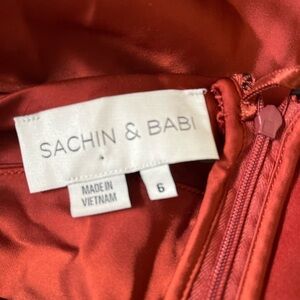 SACHIN & BABI
MADE IN
VIETNAM
6